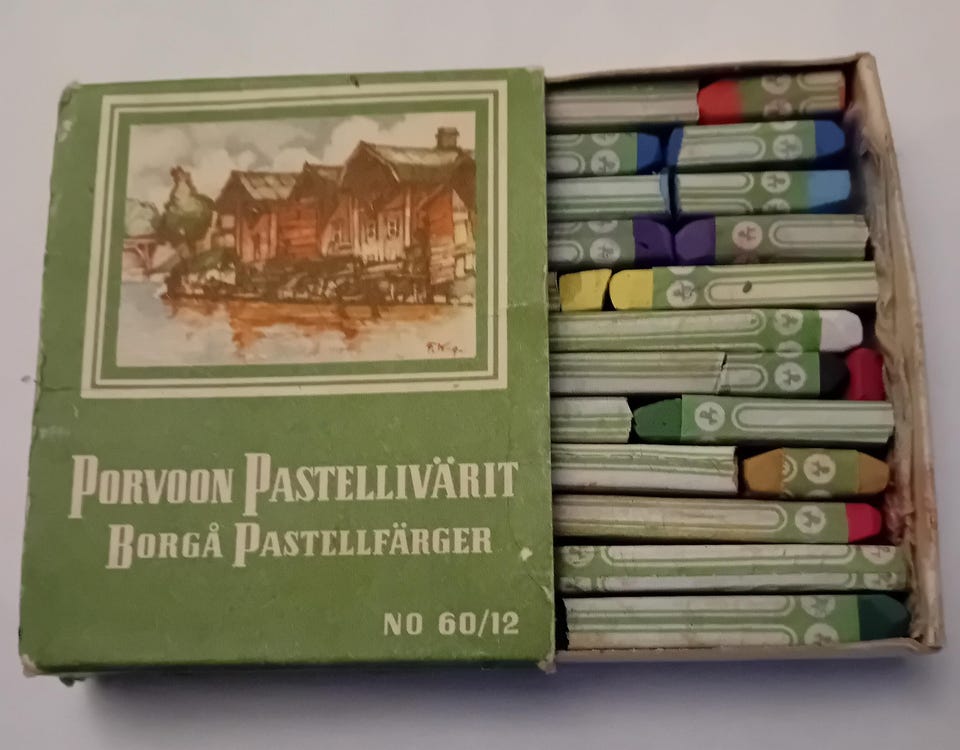 PORVOON PASTELLIVÄRIT
BORGÅ PASTELLFÄRGER
NO 60/12